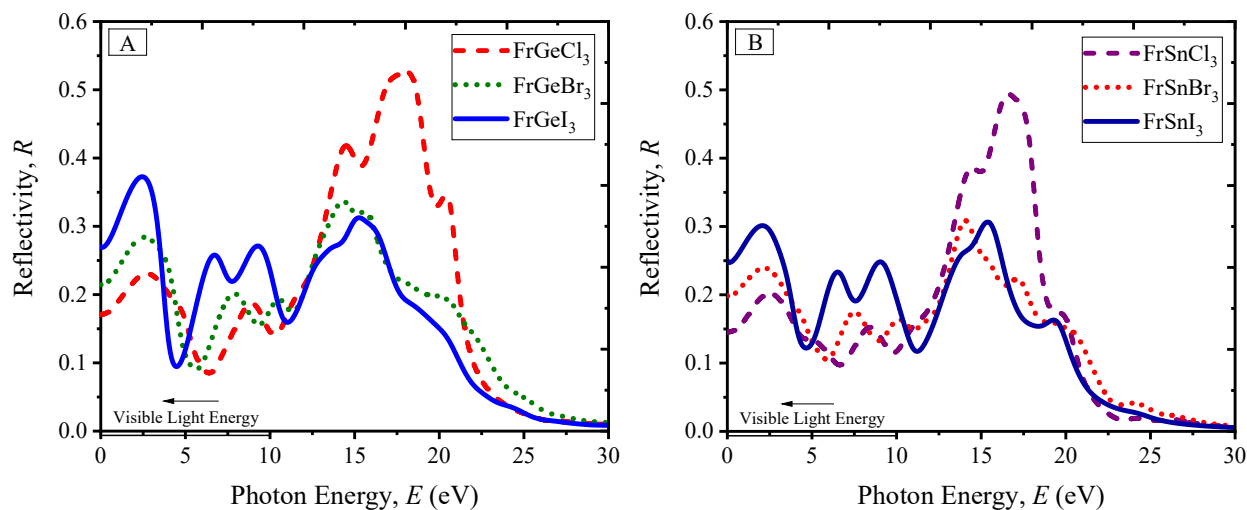 A
FrGeCl₃
FrGeBr₃
FrGeI₃
Reflectivity, R
0.6
0.5
0.4
0.3
0.2
0.1
0.0
Visible Light Energy
0 5 10 15 20 25 30
Photon Energy, E (eV)
B
FrSnCl₃
FrSnBr₃
FrSnI₃
Reflectivity, R
0.6
0.5
0.4
0.3
0.2
0.1
0.0
Visible Light Energy
0 5 10 15 20 25 30
Photon Energy, E (eV)